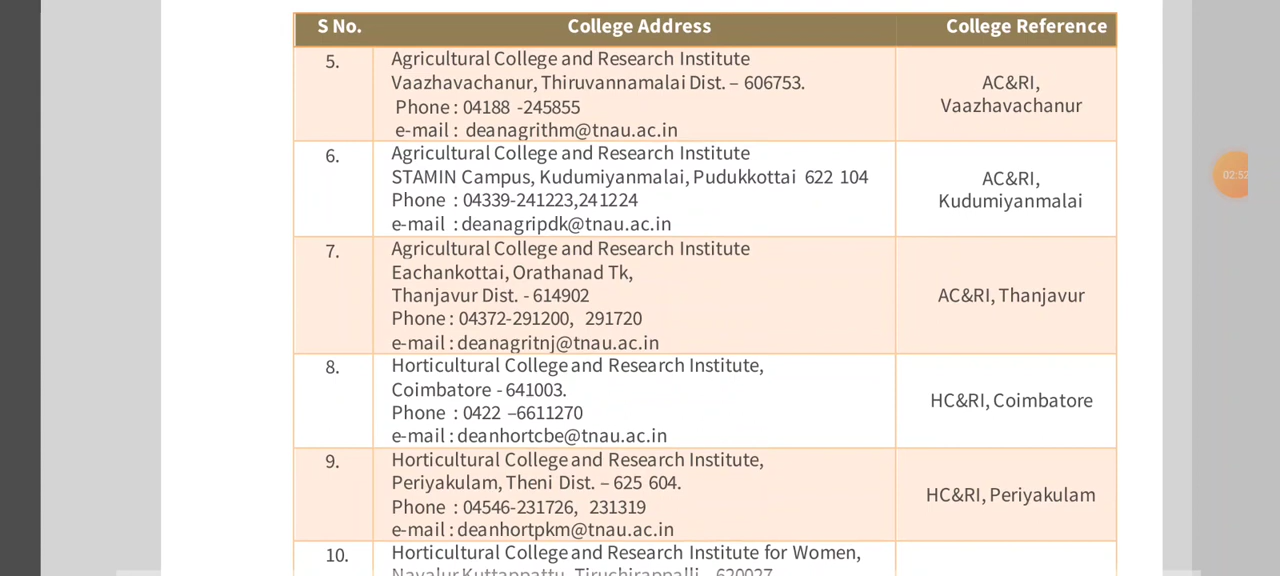 S No. College Address College Reference
5. Agricultural College and Research Institute
Vaazhavachanur, Thiruvannamalai Dist. – 606753.
Phone : 04188 -245855
e-mail : deanagrithm@tnau.ac.in
AC&RI,
Vaazhavachanur
6. Agricultural College and Research Institute
STAMIN Campus, Kudumiyanmalai, Pudukkottai 622 104
Phone : 04339-241223,241224
e-mail : deanagripdk@tnau.ac.in
AC&RI,
Kudumiyanmalai
7. Agricultural College and Research Institute
Eachankottai, Orathanad Tk,
Thanjavur Dist. - 614902
Phone : 04372-291200, 291720
e-mail : deanagritnj@tnau.ac.in
AC&RI, Thanjavur
8. Horticultural College and Research Institute,
Coimbatore - 641003.
Phone : 0422 –6611270
e-mail : deanhortcbe@tnau.ac.in
HC&RI, Coimbatore
9. Horticultural College and Research Institute,
Periyakulam, Theni Dist. – 625 604.
Phone : 04546-231726, 231319
e-mail : deanhortpkm@tnau.ac.in
HC&RI, Periyakulam
10. Horticultural College and Research Institute for Women,
Navalur Kuttappattu, Tiruchirappalli - 620027
02:52